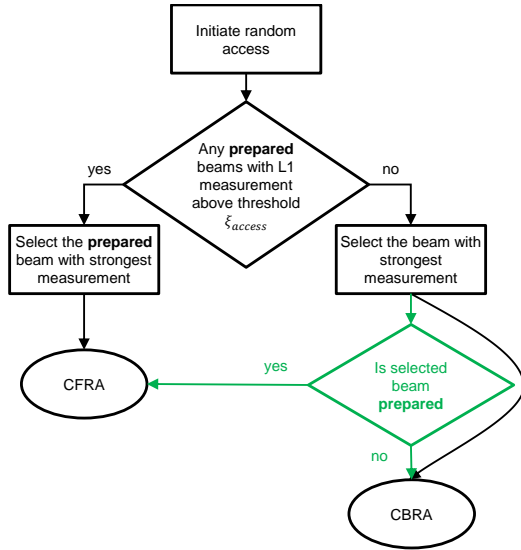 Initiate random
access
Any prepared
beams with L1
measurement
above threshold
ξaccess
yes
no
Select the prepared
beam with strongest
measurement
Select the beam with
strongest
measurement
CFRA
yes
Is selected
beam
prepared
no
CBRA